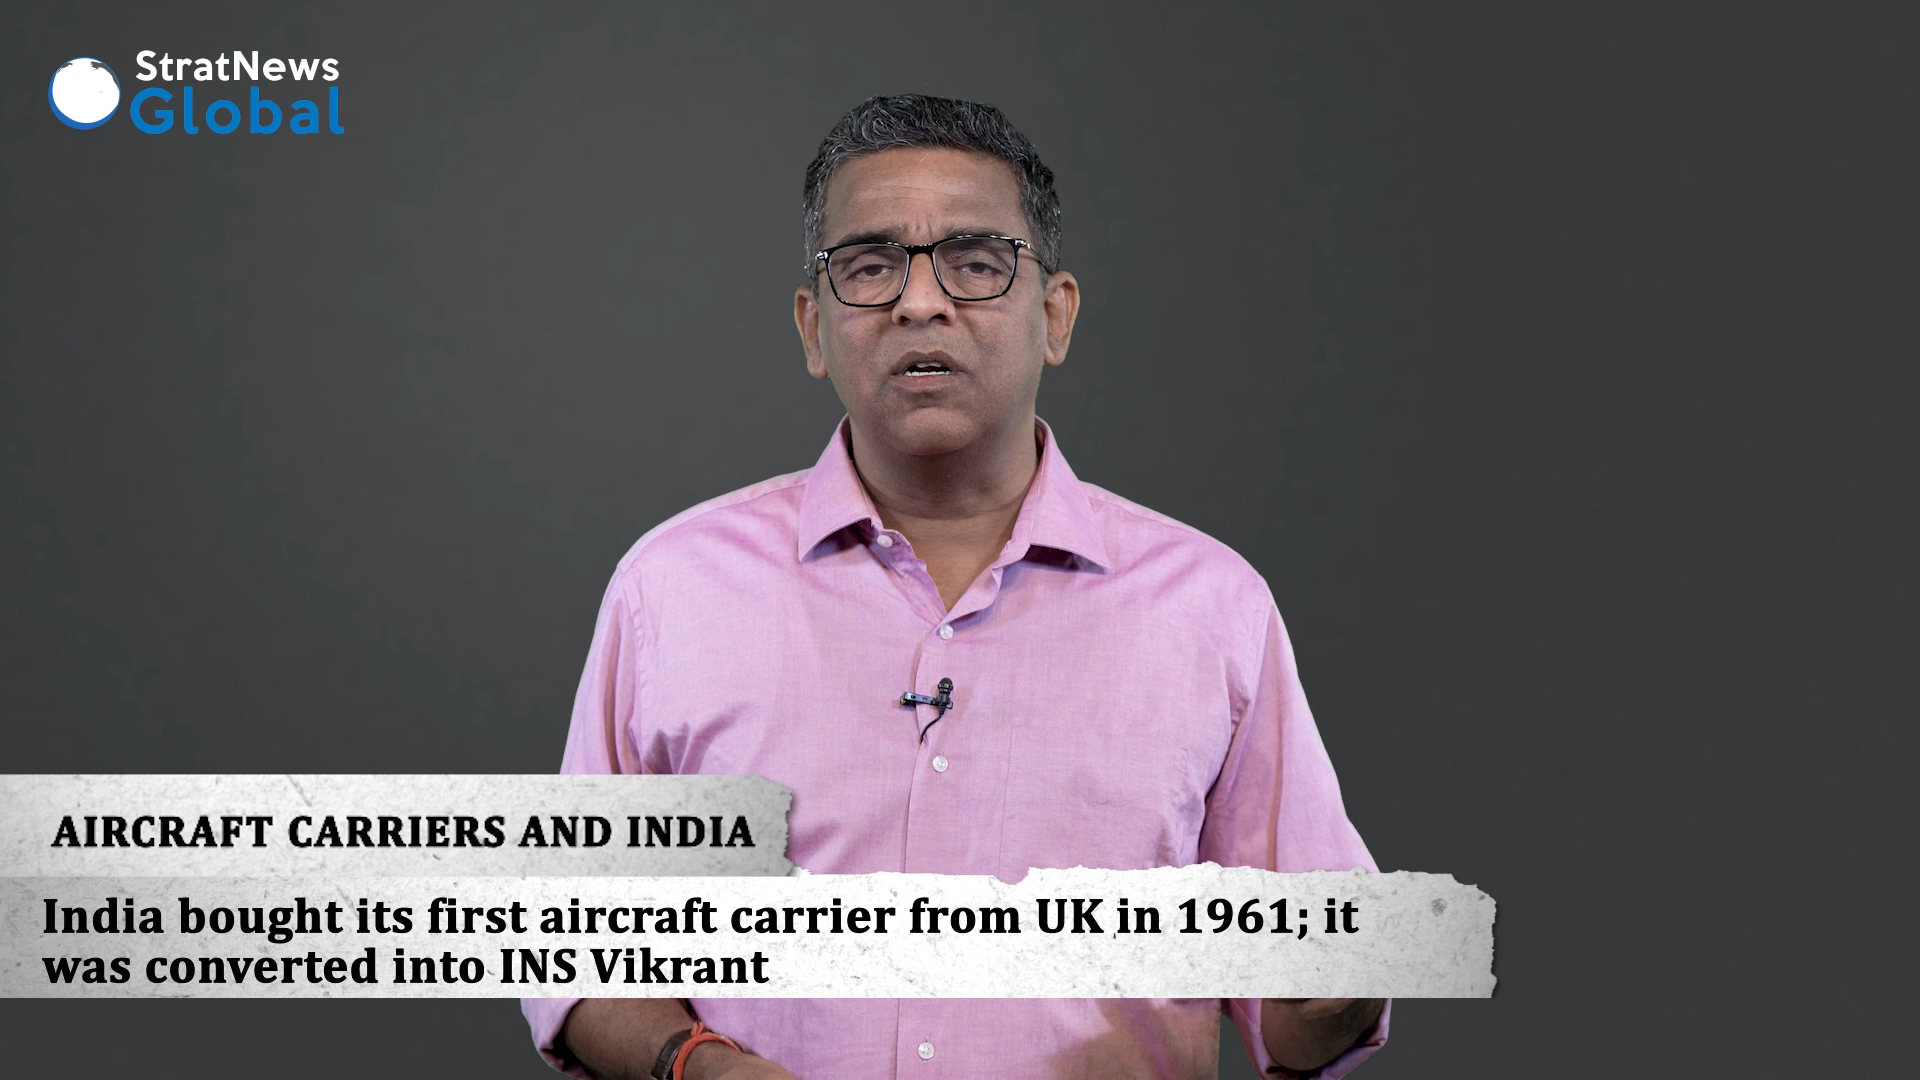 StratNews
Global
AIRCRAFT CARRIERS AND INDIA
India bought its first aircraft carrier from UK in 1961; it
was converted into INS Vikrant